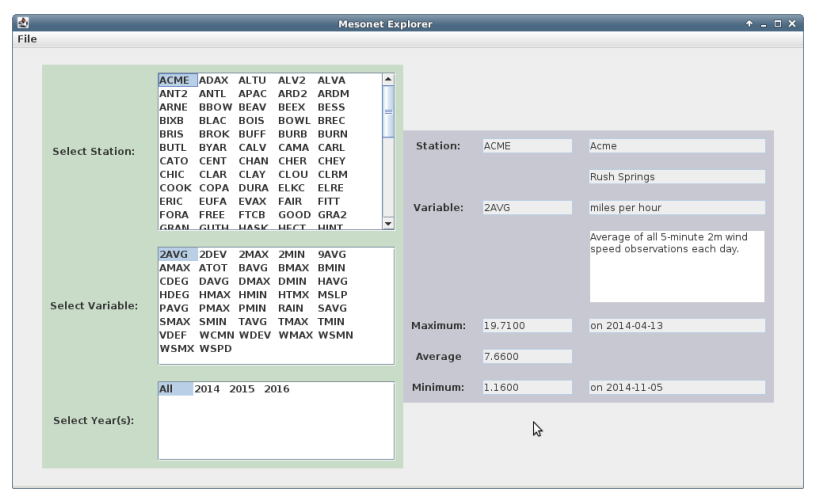 Mesonet Explorer
File
Select Station:
ACME ADAX ALTU ALV2 ALVA
ANT2 ANTL APAC ARD2 ARDM
ARNE BBOW BEAV BEEX BESS
BIXB BLAC BOIS BOWL BREC
BRIS BROK BUFF BURB BURN
BUTL BYAR CALV CAMA CARL
CATO CENT CHAN CHER CHEY
CHIC CLAR CLAY CLOU CLRM
COOK COPA DURA ELKC ELRE
ERIC EUFA EVAX FAIR FITT
FORA FREE FTCB GOOD GRA2
GRAN GUTH HASK HECT HINT
Select Variable:
2AVG 2DEV 2MAX 2MIN 9AVG
AMAX ATOT BAVG BMAX BMIN
CDEG DAVG DMAX DMIN HAVG
HDEG HMAX HMIN HTMX MSLP
PAVG PMAX PMIN RAIN SAVG
SMAX SMIN TAVG TMAX TMIN
VDEF WCMN WDEV WMAX WSMN
WSMX WSPD
Select Year(s):
All 2014 2015 2016
Station: ACME Acme
Rush Springs
Variable: 2AVG miles per hour
Average of all 5-minute 2m wind
speed observations each day.
Maximum: 19.7100 on 2014-04-13
Average 7.6600
Minimum: 1.1600 on 2014-11-05